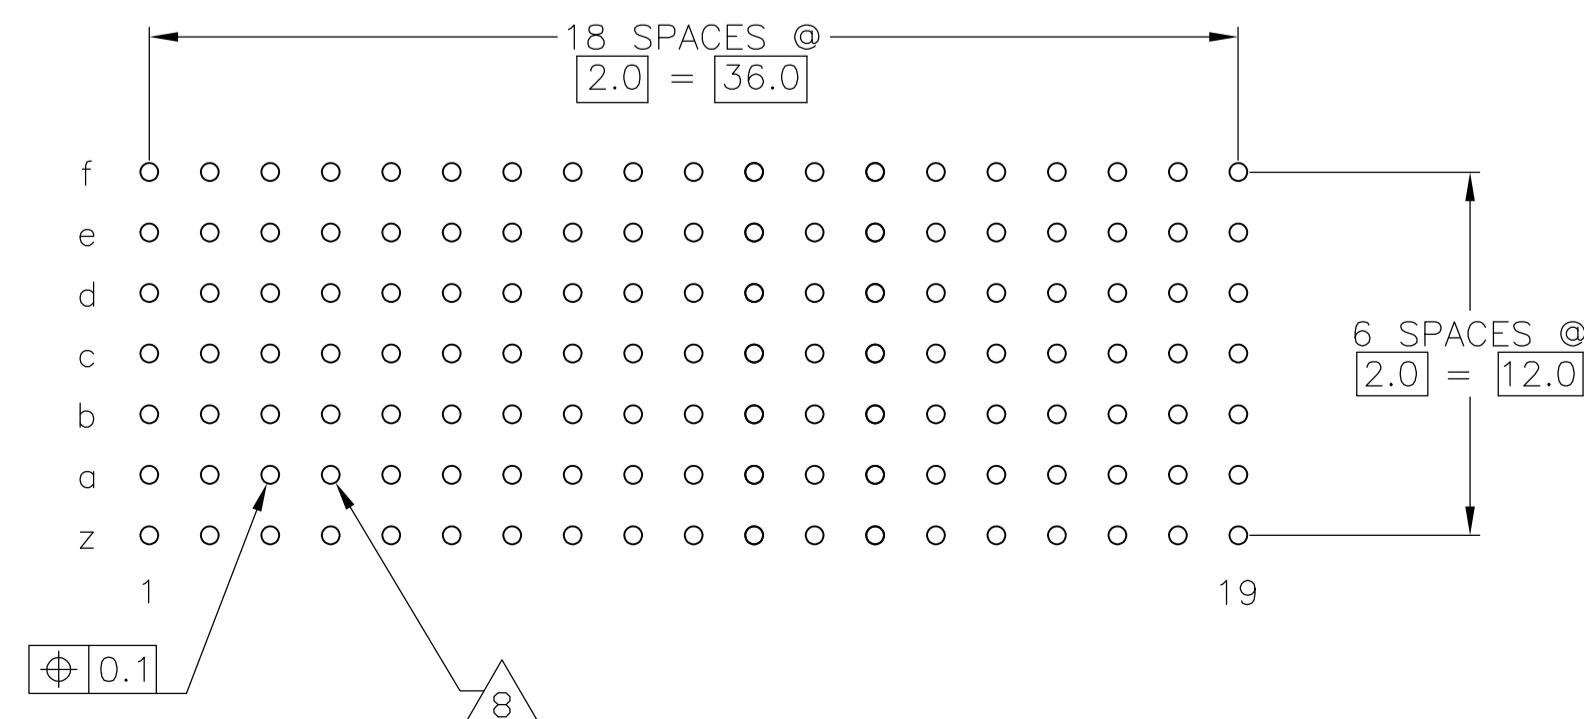 18 SPACES @
2.0 = 36.0
f
e
d
c
b
a
z
6 SPACES @
2.0 = 12.0
1
19
⌖ 0.1
8